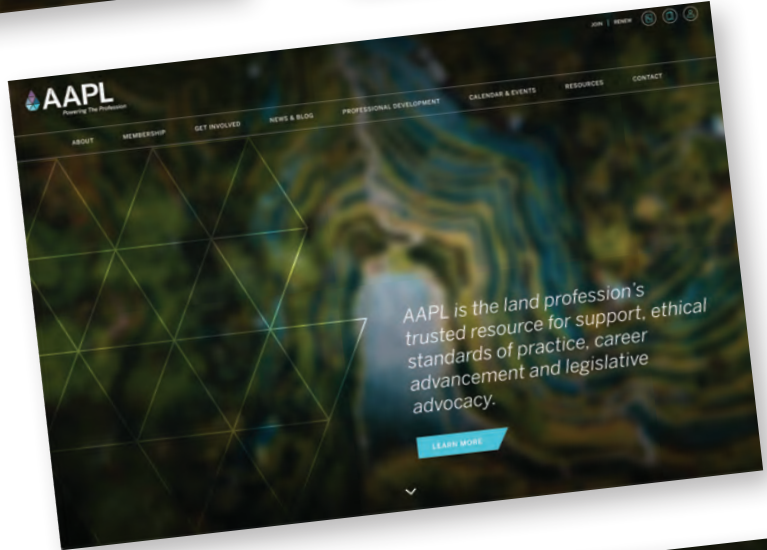 JOIN | RENEW
AAPL
Powering The Profession
ABOUT MEMBERSHIP GET INVOLVED NEWS & BLOG PROFESSIONAL DEVELOPMENT CALENDAR & EVENTS RESOURCES CONTACT
AAPL is the land profession's
trusted resource for support, ethical
standards of practice, career
advancement and legislative
advocacy.
LEARN MORE